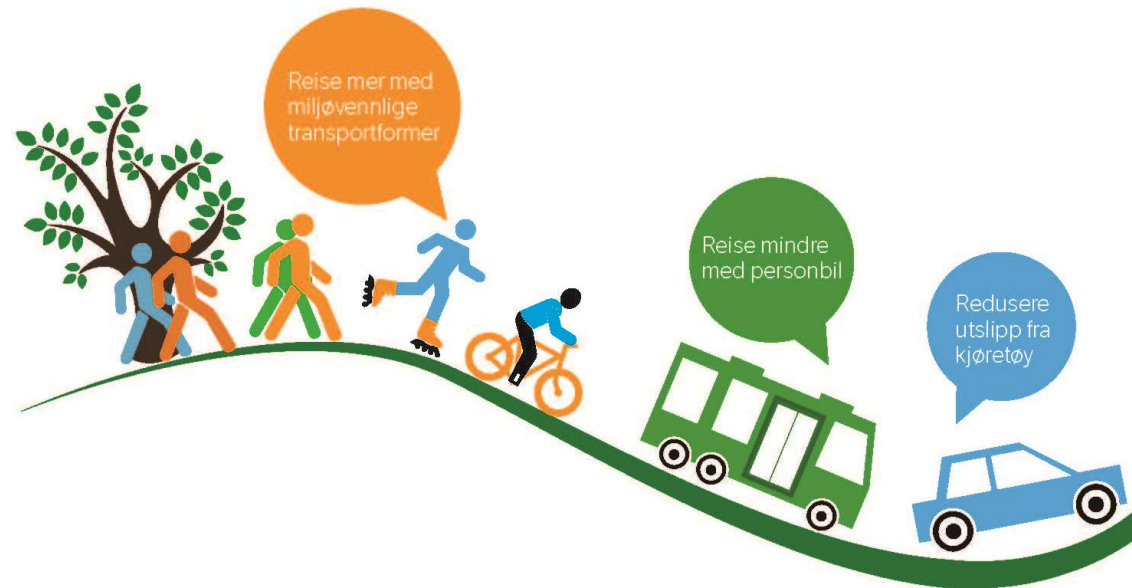 Reise mer med
miljøvennlige
transportformer
Reise mindre
med personbil
Redusere
utslipp fra
kjøretøy